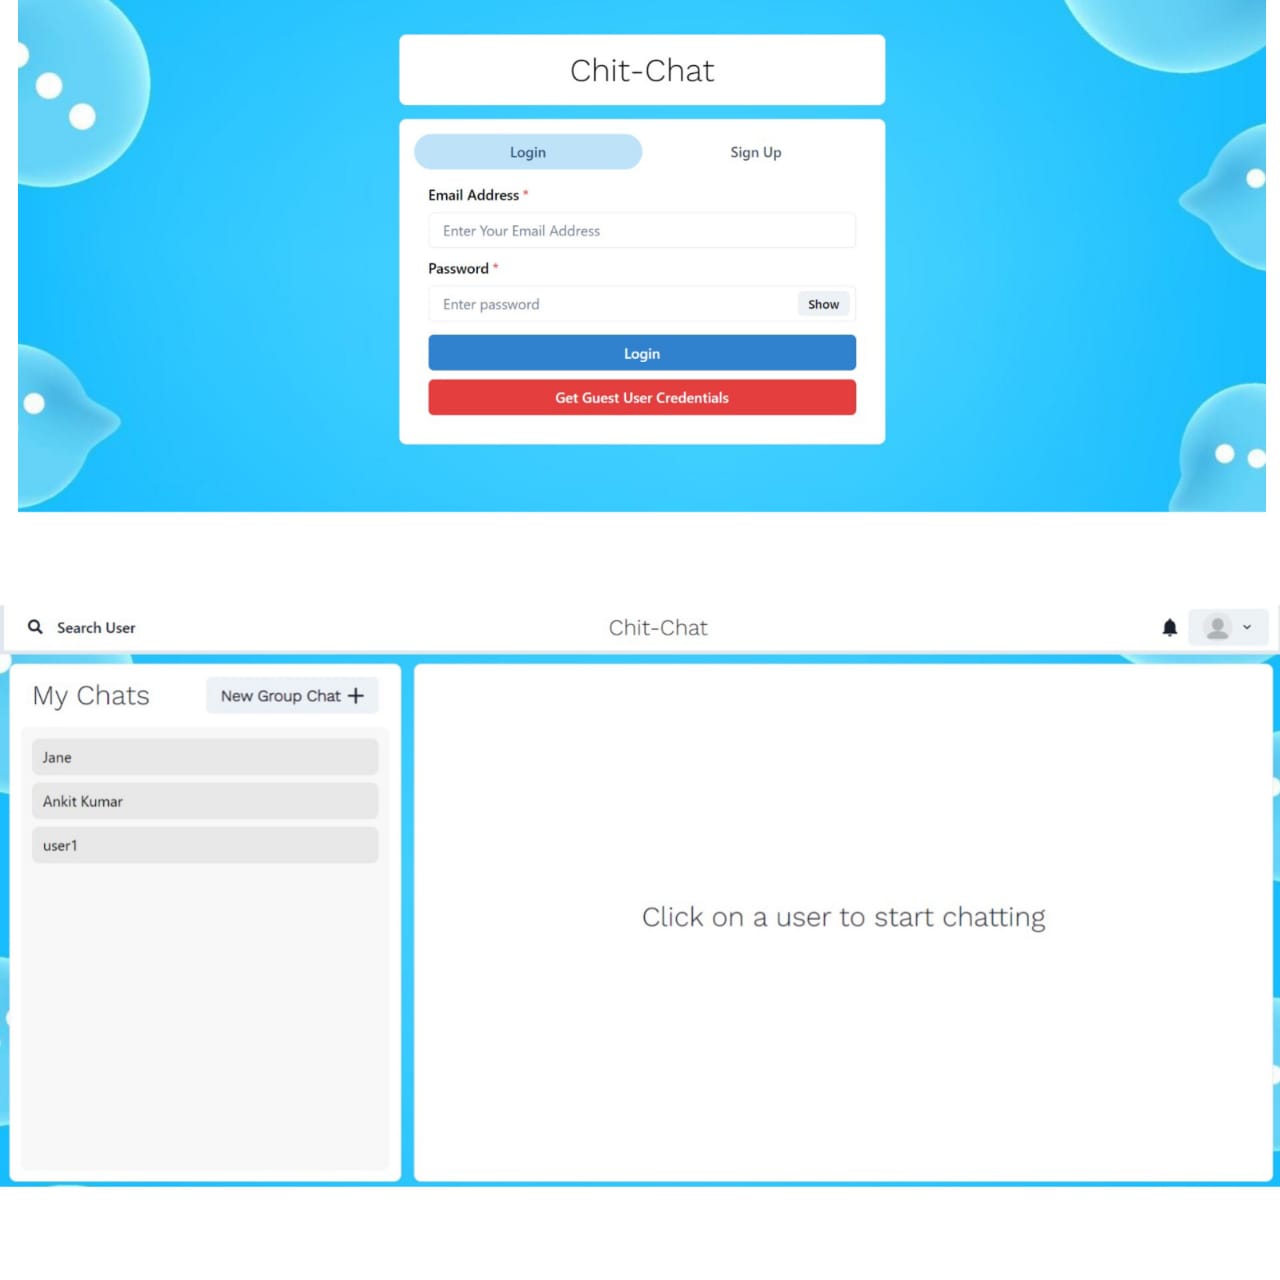 Chit-Chat
Login Sign Up
Email Address *
Enter Your Email Address
Password *
Enter password Show
Login
Get Guest User Credentials
Search User Chit-Chat
My Chats New Group Chat +
Jane
Ankit Kumar
user1
Click on a user to start chatting